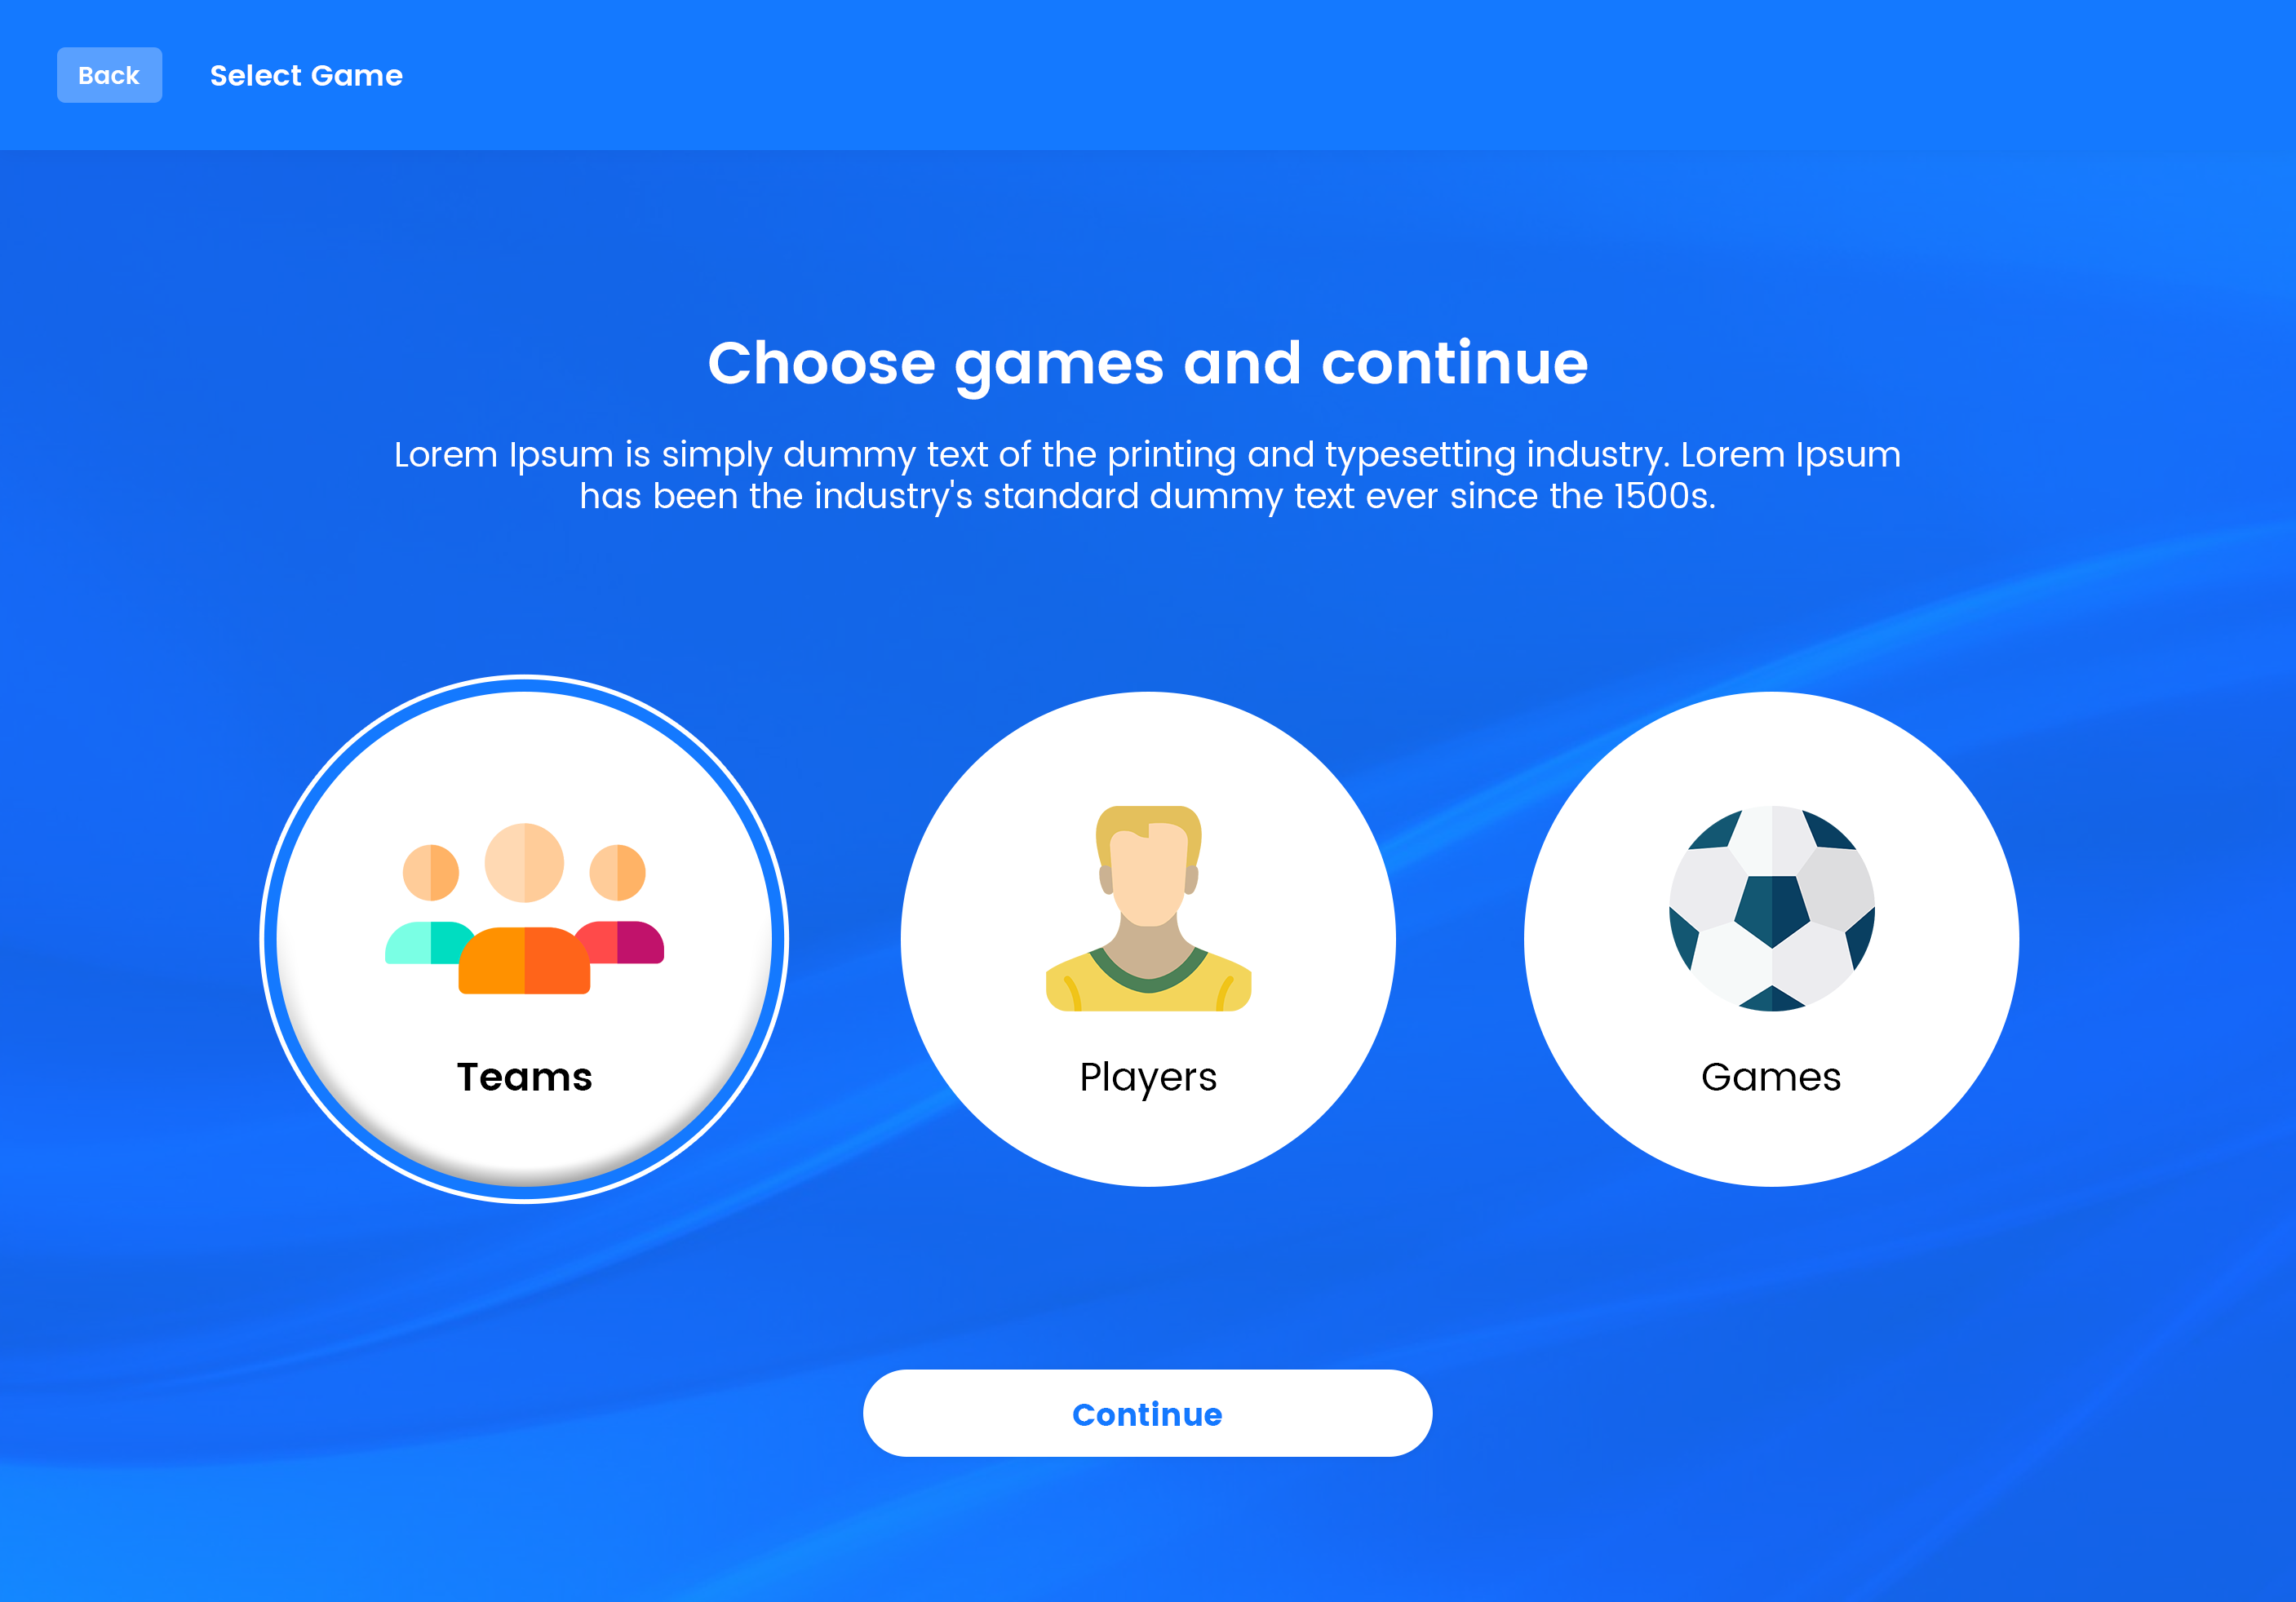 Back
Select Game
Choose games and continue
Lorem Ipsum is simply dummy text of the printing and typesetting industry. Lorem Ipsum
has been the industry's standard dummy text ever since the 1500s.
Teams
Players
Games
Continue